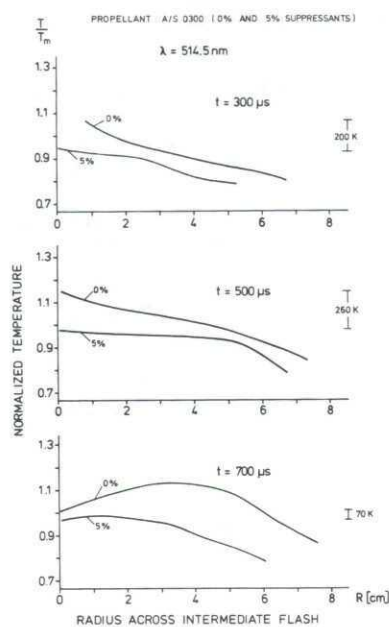 PROPELLANT A/S 0300 ( 0% AND 5% SUPPRESSANTS )
T
Tm
λ = 514.5 nm
t = 300 µs
1.3
1.1
0.9
0.7
0%
5%
200 K
0 2 4 6 8
t = 500 µs
1.3
1.1
0.9
0.7
0%
5%
260 K
0 2 4 6 8
t = 700 µs
1.3
1.1
0.9
0.7
0%
5%
70 K
0 2 4 6 8 R [cm]
NORMALIZED TEMPERATURE
RADIUS ACROSS INTERMEDIATE FLASH